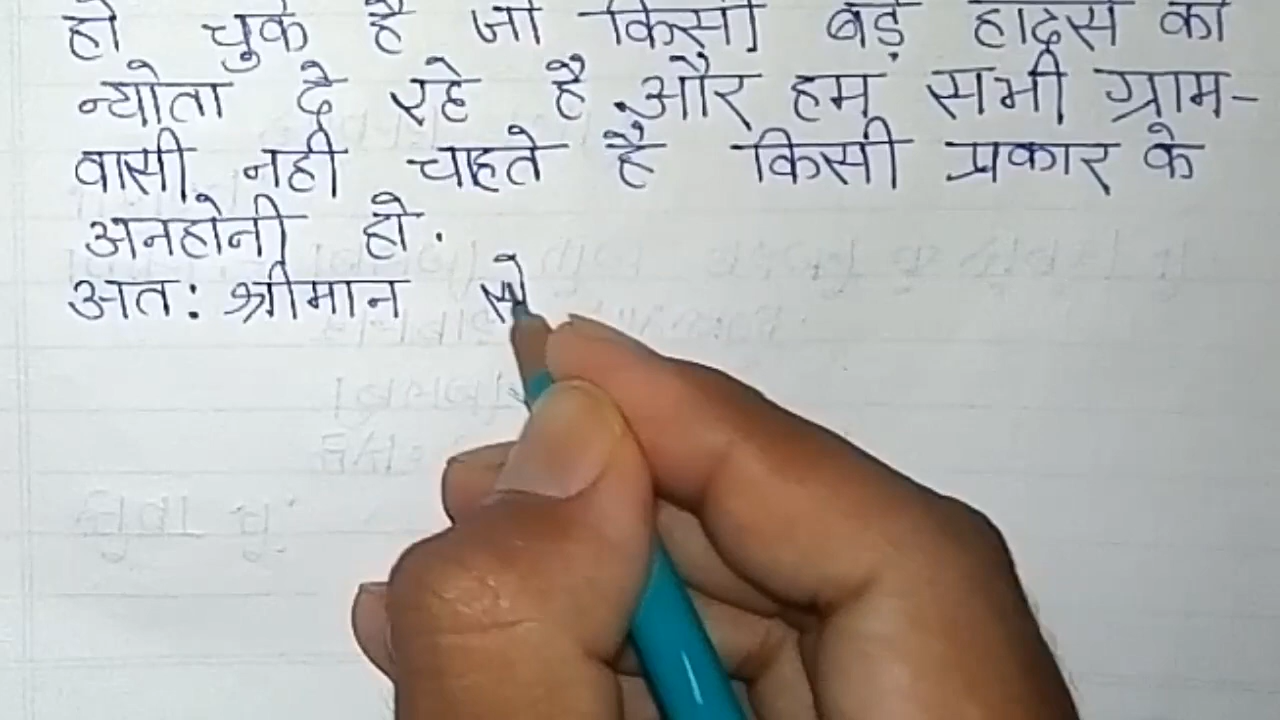 हो चुके है जो किसी बड़े हादसे को
न्योता दे रहे है और हम सभी ग्राम-
वासी नही चाहते है किसी प्रकार के
अनहोनी हो.
अत: श्रीमान से